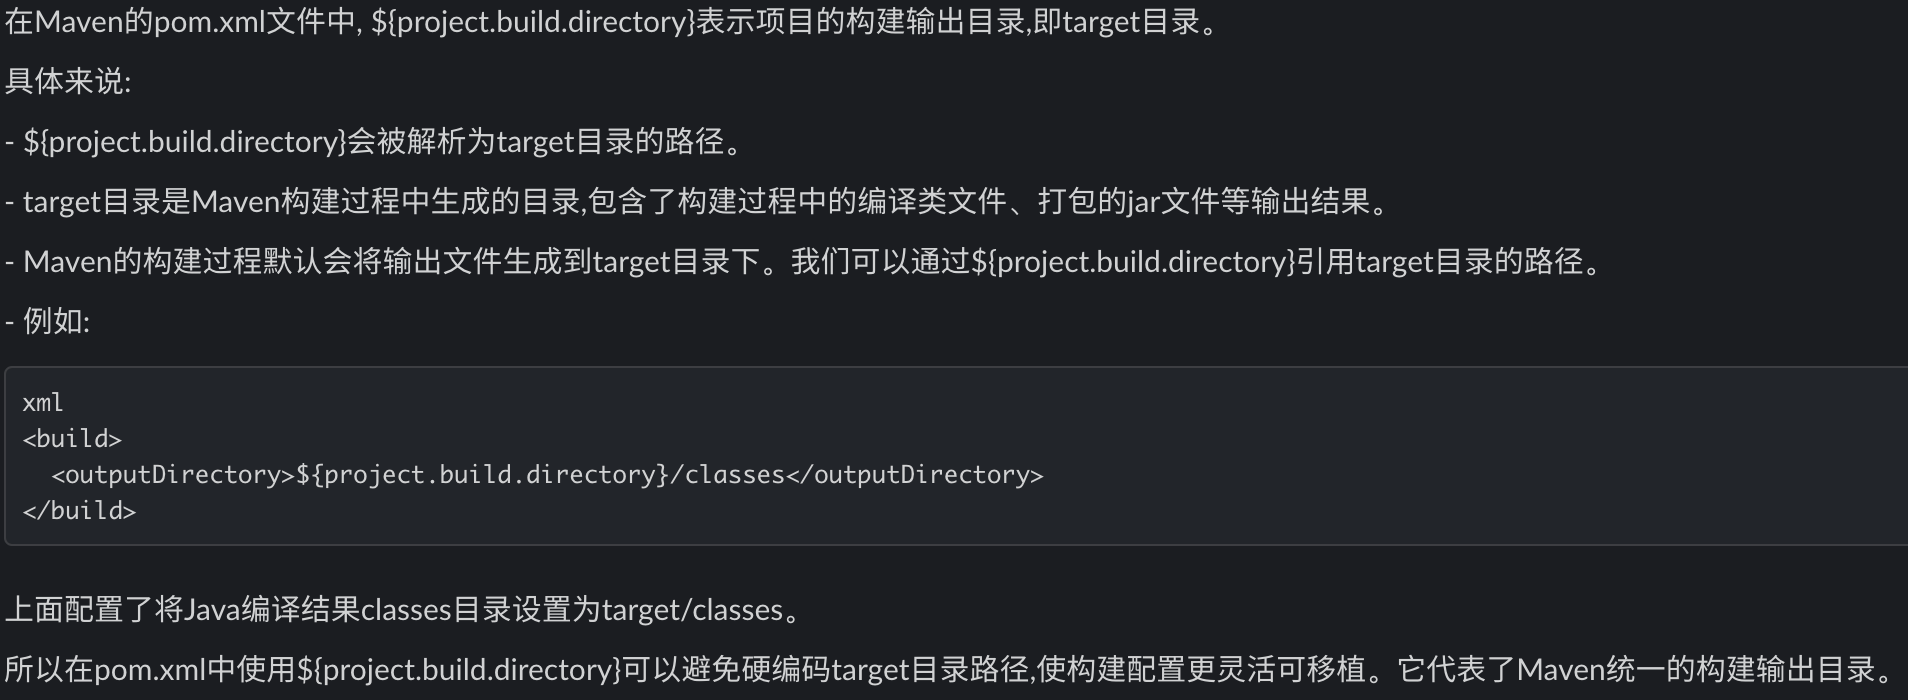 在Maven的pom.xml文件中, ${project.build.directory}表示项目的构建输出目录,即target目录。
具体来说:
- ${project.build.directory}会被解析为target目录的路径。
- target目录是Maven构建过程中生成的目录,包含了构建过程中的编译类文件、打包的jar文件等输出结果。
- Maven的构建过程默认会将输出文件生成到target目录下。我们可以通过${project.build.directory}引用target目录的路径。
- 例如:
xml
<build>
  <outputDirectory>${project.build.directory}/classes</outputDirectory>
</build>
上面配置了将Java编译结果classes目录设置为target/classes。
所以在pom.xml中使用${project.build.directory}可以避免硬编码target目录路径,使构建配置更灵活可移植。它代表了Maven统一的构建输出目录。